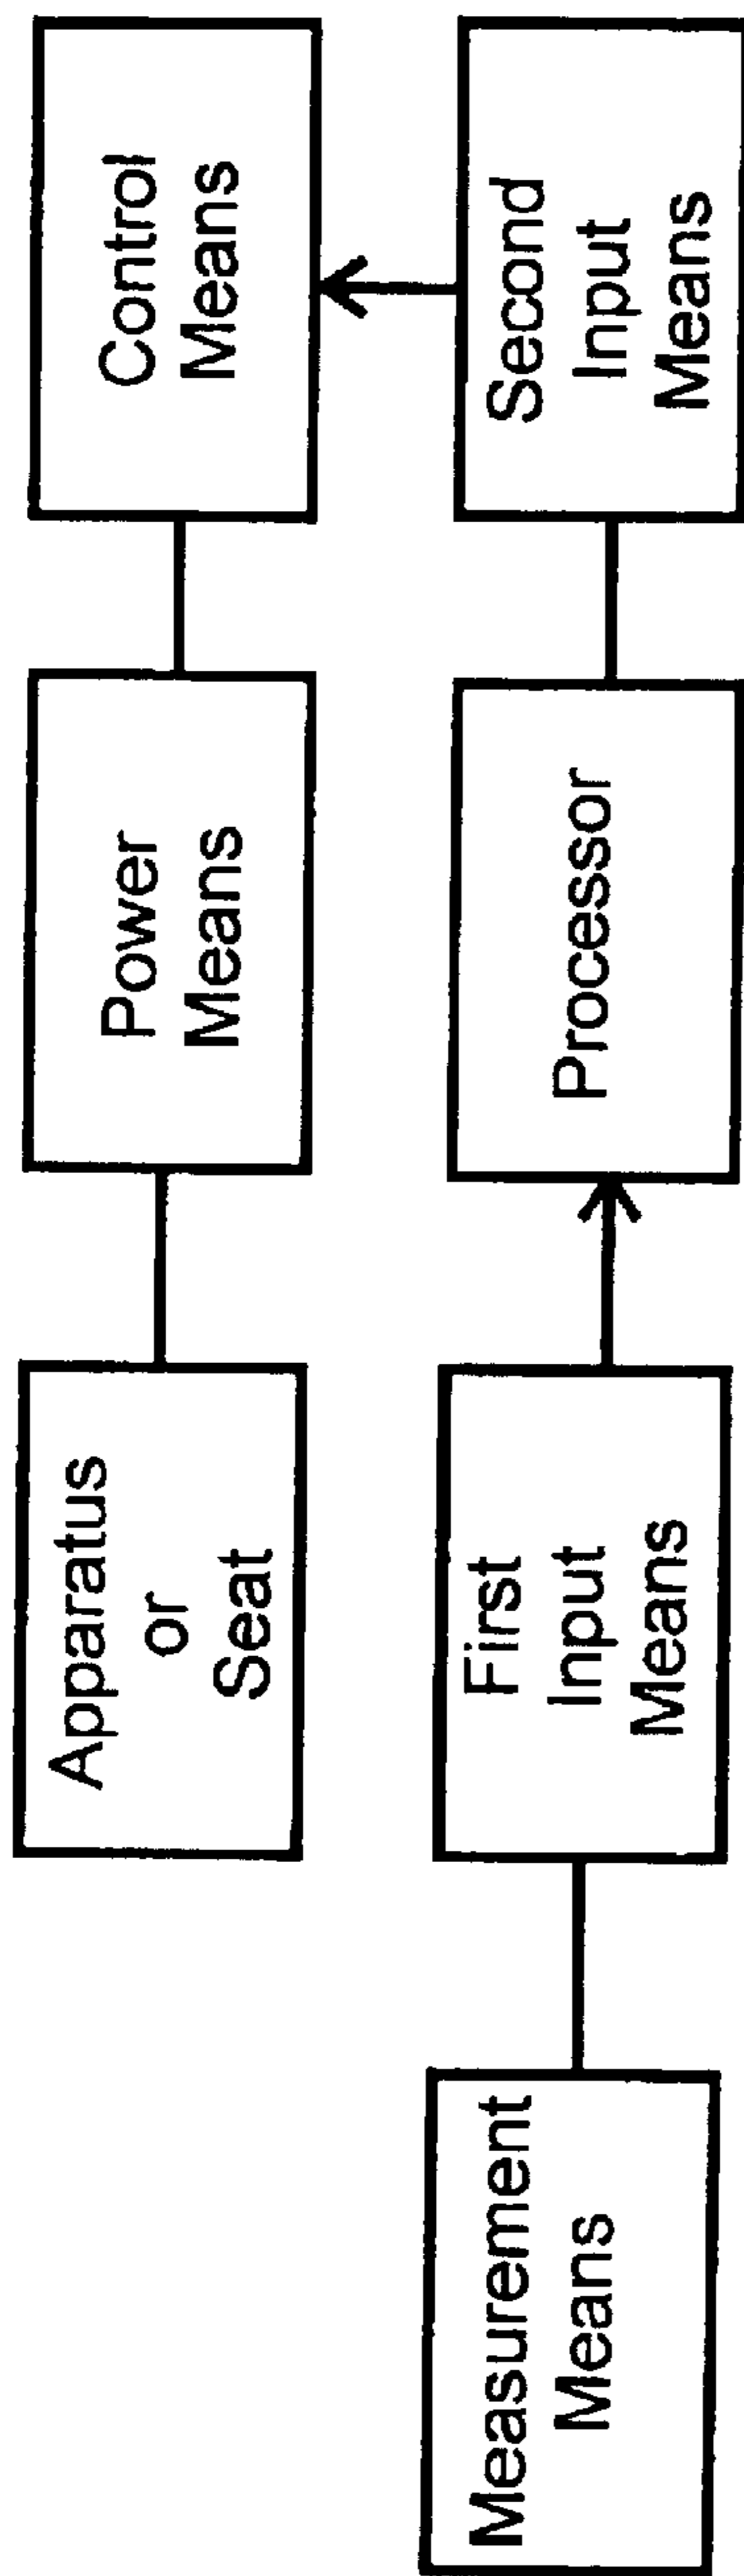 Apparatus
or
Seat
Power
Means
Control
Means
Measurement
Means
First
Input
Means
Processor
Second
Input
Means